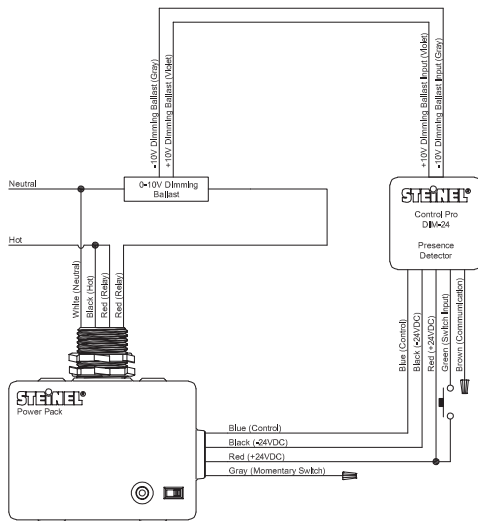 -10V Dimming Ballast (Gray)
+10V Dimming Ballast (Violet)
+10V Dimming Ballast Input (Violet)
-10V Dimming Ballast Input (Gray)
Neutral
0-10V Dimming
Ballast
STEINEL®
Control Pro
DIM-24
Presence
Detector
Hot
White (Neutral)
Black (Hot)
Red (Relay)
Red (Relay)
Blue (Control)
Black (-24VDC)
Red (+24VDC)
Green (Switch Input)
Brown (Communication)
STEINEL®
Power Pack
Blue (Control)
Black (-24VDC)
Red (+24VDC)
Gray (Momentary Switch)